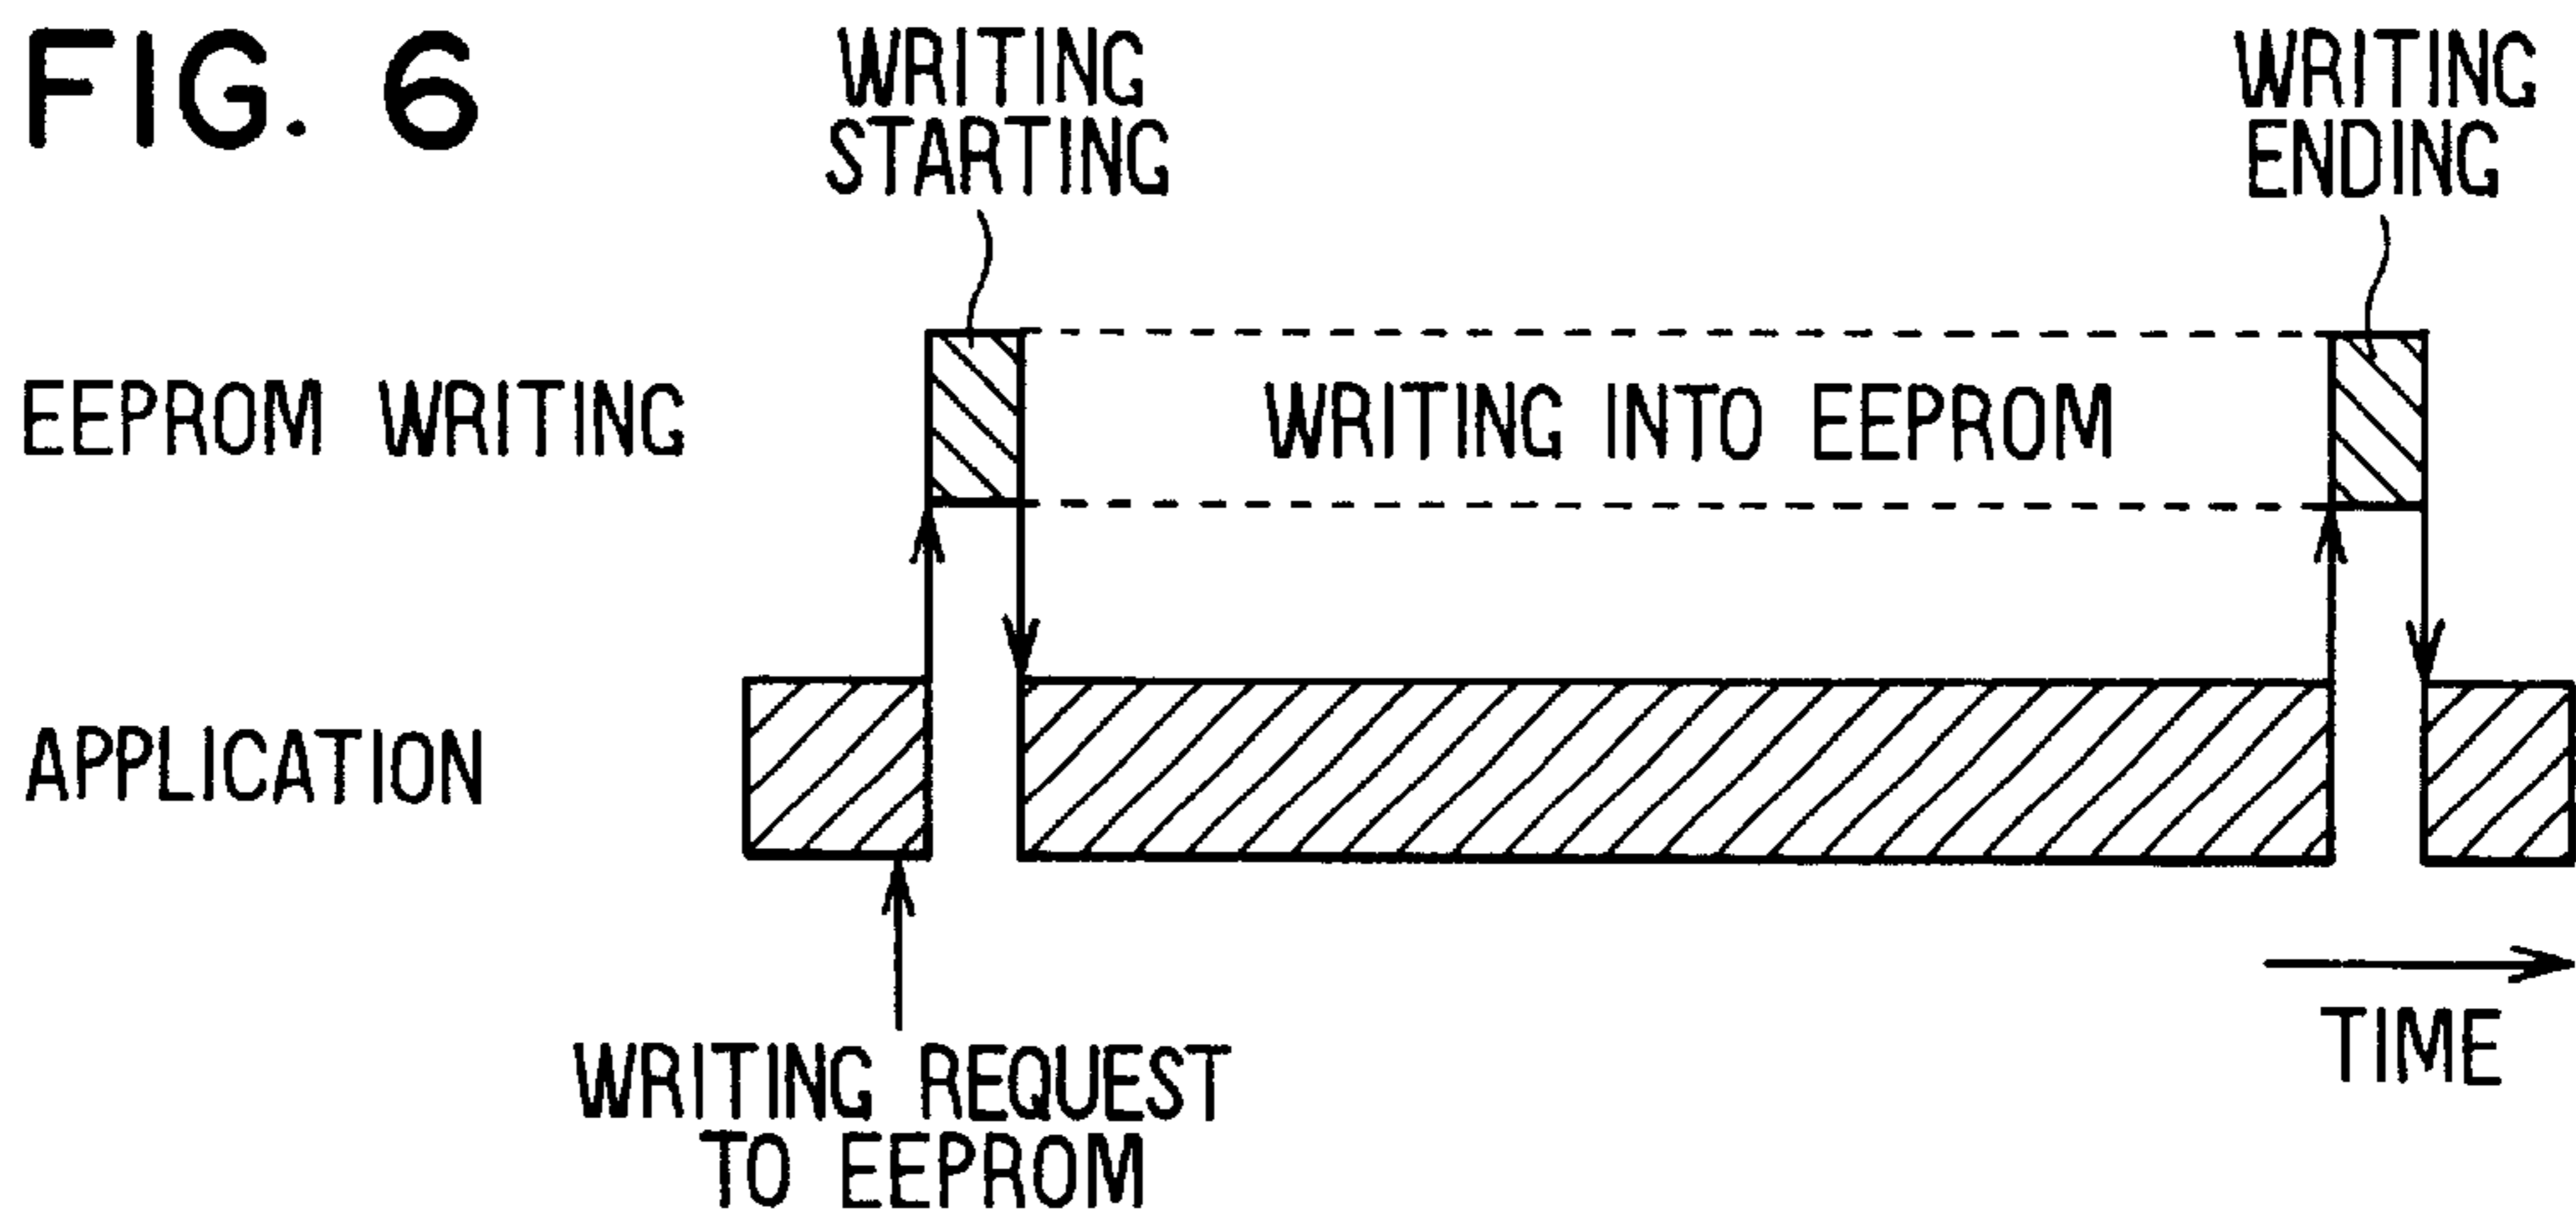 FIG. 6
WRITING
STARTING
WRITING
ENDING
EEPROM WRITING
WRITING INTO EEPROM
APPLICATION
WRITING REQUEST
TO EEPROM
TIME